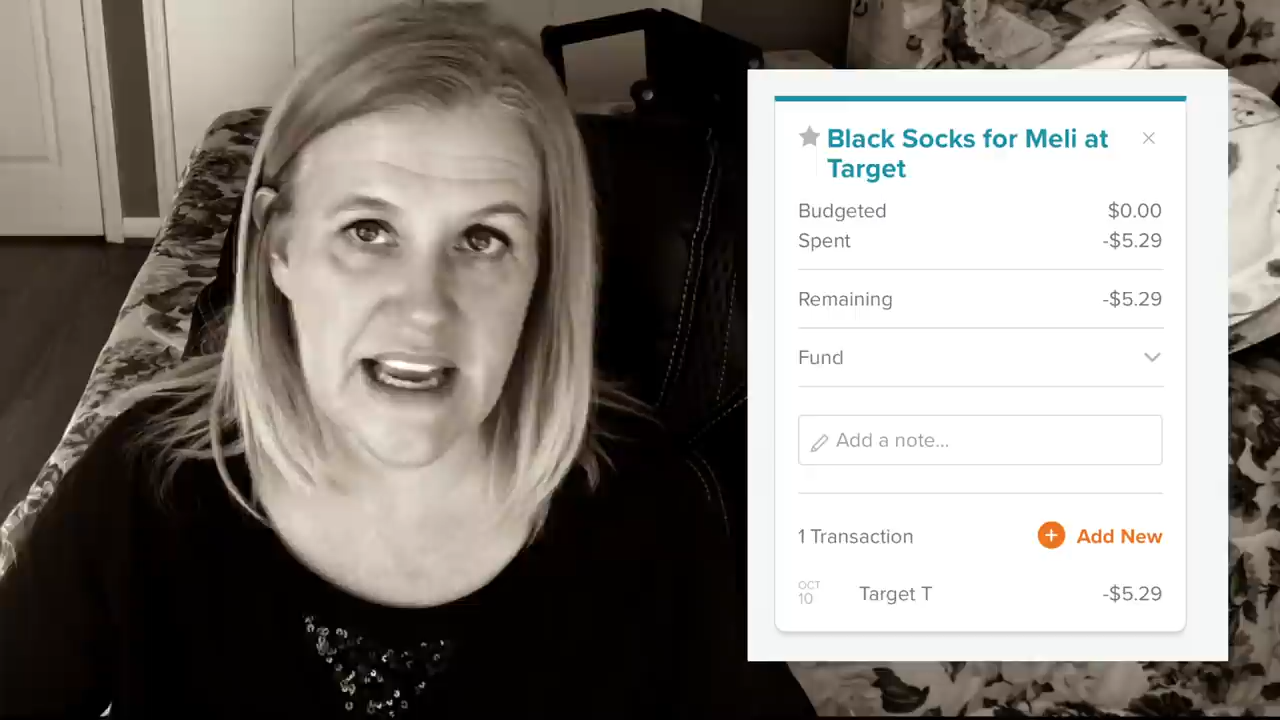 Black Socks for Meli at
Target
Budgeted $0.00
Spent -$5.29
Remaining -$5.29
Fund
Add a note...
1 Transaction Add New
OCT
10 Target T -$5.29